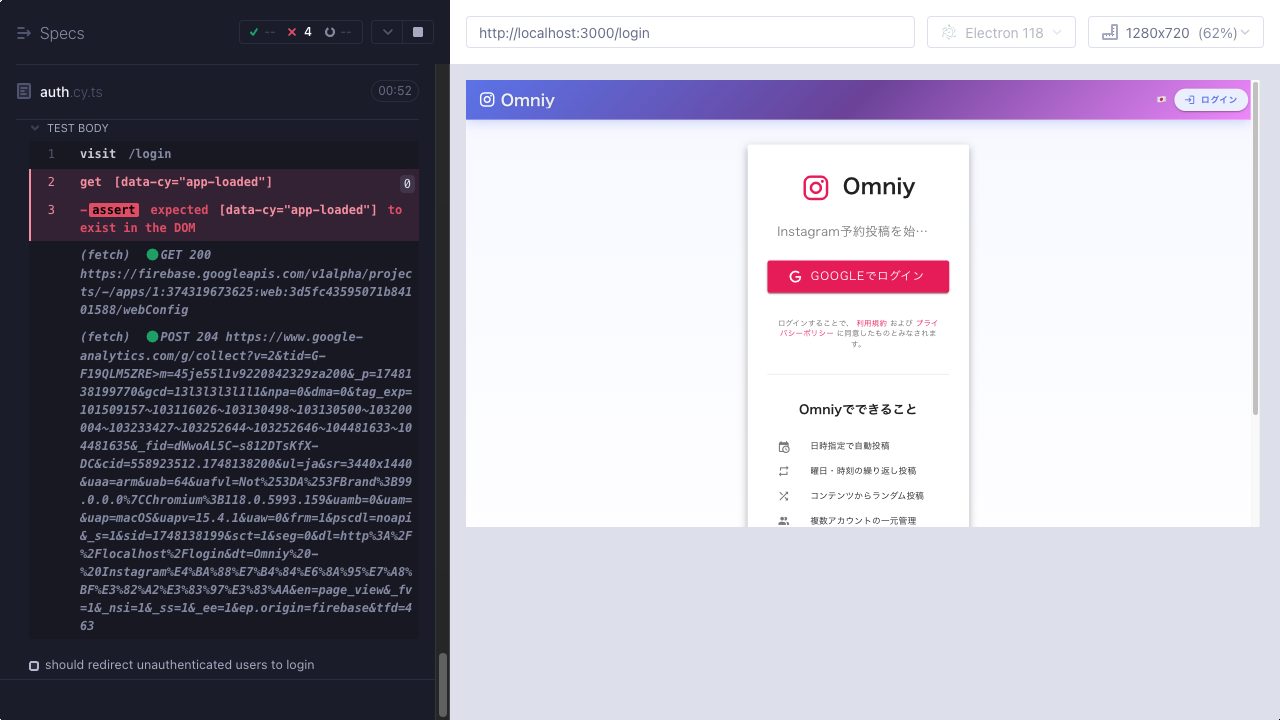 Specs
-- 4 --
auth.cy.ts 00:52
TEST BODY
1 visit /login
2 get [data-cy="app-loaded"] 0
3 -assert expected [data-cy="app-loaded"] to
exist in the DOM
(fetch) GET 200
https://firebase.googleapis.com/v1alpha/projec
ts/-/apps/1:374319673625:web:3d5fc43595071b841
01588/webConfig
(fetch) POST 204 https://www.google-
analytics.com/g/collect?v=2&tid=G-
F19QLM5ZRE>m=45je55l1v9220842329za200&_p=1748
138199770&gcd=13l3l3l3l1l1&npa=0&dma=0&tag_exp=
101509157~103116026~103130498~103130500~103200
004~103233427~103252644~103252646~104481633~10
4481635&_fid=dWwoAL5C-s812DTsKfX-
DC&cid=558923512.1748138200&ul=ja&sr=3440x1440
&uaa=arm&uab=64&uafvl=Not%253DA%253FBrand%3B99
.0.0.0%7CChromium%3B118.0.5993.159&uamb=0&uam=
&uap=macOS&uapv=15.4.1&uaw=0&frm=1&pscdl=noapi
&_s=1&sid=1748138199&sct=1&seg=0&dl=http%3A%2F
%2Flocalhost%2Flogin&dt=Omniy%20-
%20Instagram%E4%BA%88%E7%B4%84%E6%8A%95%E7%A8%
BF%E3%82%A2%E3%83%97%E3%83%AA&en=page_view&_fv
=1&_nsi=1&_ss=1&_ee=1&ep.origin=firebase&tfd=4
63
should redirect unauthenticated users to login
http://localhost:3000/login
Electron 118
1280x720 (62%)
Omniy
ログイン
Omniy
Instagram予約投稿を始…
GOOGLEでログイン
ログインすることで、 利用規約 および プライ
バシーポリシー に同意したものとみなされま
す。
Omniyでできること
日時指定で自動投稿
曜日・時刻の繰り返し投稿
コンテンツからランダム投稿
複数アカウントの一元管理